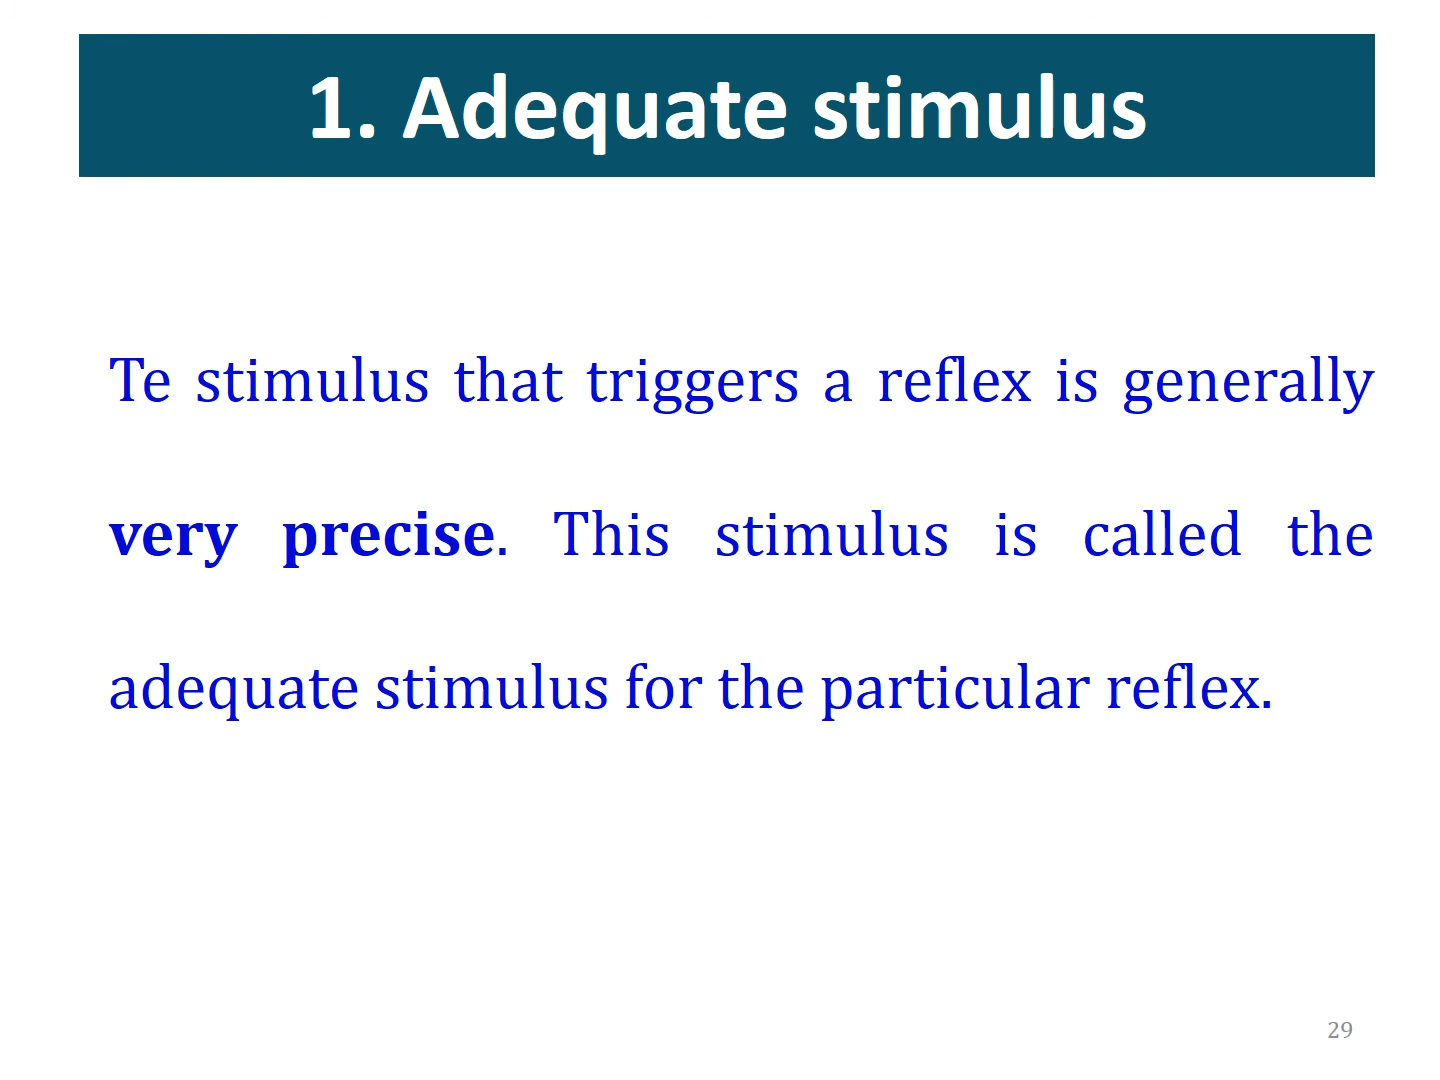 1. Adequate stimulus
Te stimulus that triggers a reflex is generally
very precise. This stimulus is called the
adequate stimulus for the particular reflex.
29